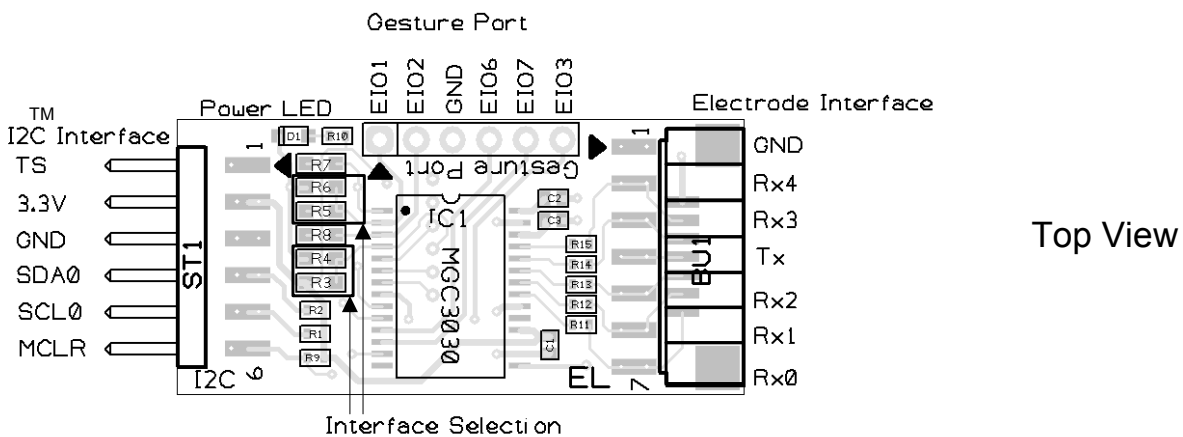 Gesture Port
EIO1
EIO2
GND
EIO6
EIO7
EIO3
Power LED
Electrode Interface
TM
I2C Interface
TS
3.3V
GND
SDA0
SCL0
MCLR
ST1
1
6
I2C
D1
R10
R7
R6
R5
R8
R4
R3
R2
R1
R9
Gesture Port
IC1
MGC3030
C2
C3
R15
R14
R13
R12
R11
C1
EL
1
7
BU1
GND
Rx4
Rx3
Tx
Rx2
Rx1
Rx0
Top View
Interface Selection